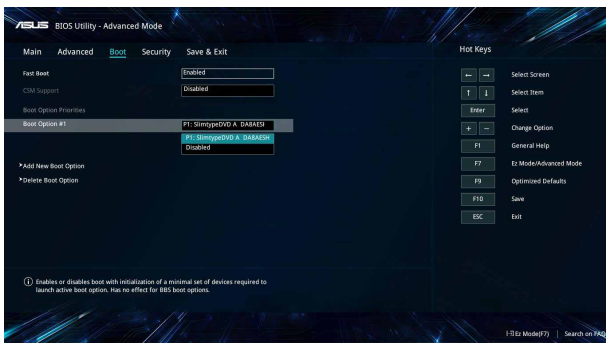 ASUS BIOS Utility - Advanced Mode
Main Advanced Boot Security Save & Exit
Hot Keys
Fast Boot Enabled
CSM Support Disabled
Boot Option Priorities
Boot Option #1 P1: SlimtypeDVD A DA8AESI
P1: SlimtypeDVD A DA8AESH
Disabled
>Add New Boot Option
>Delete Boot Option
← → Select Screen
↑ ↓ Select Item
Enter Select
+ − Change Option
F1 General Help
F7 Ez Mode/Advanced Mode
F9 Optimized Defaults
F10 Save
ESC Exit
Enables or disables boot with initialization of a minimal set of devices required to
launch active boot option. Has no effect for BBS boot options.
Ez Mode(F7) | Search on FAQ